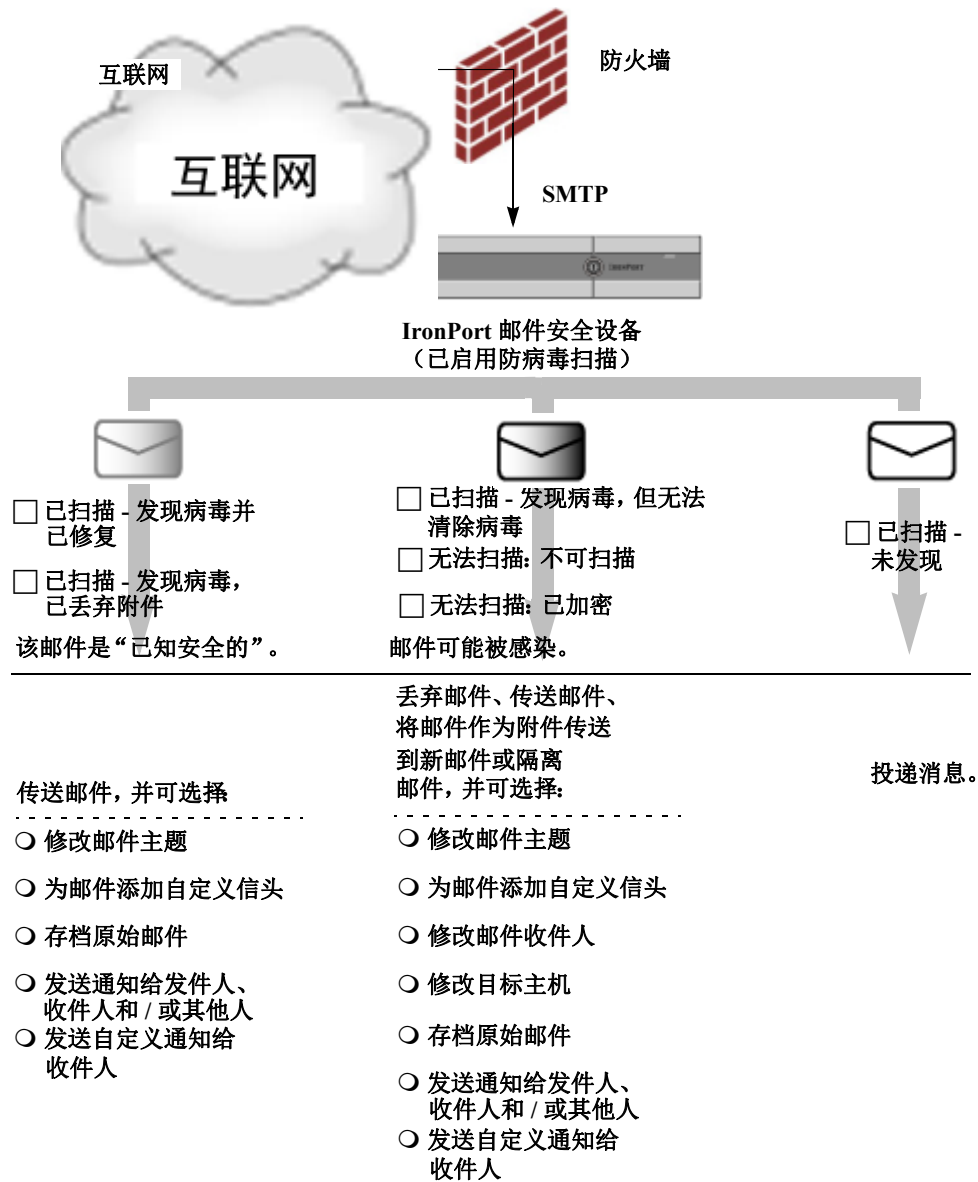 互联网
互联网
防火墙
SMTP
IRONPORT
IronPort 邮件安全设备
（已启用防病毒扫描）
已扫描 - 发现病毒并
已修复
已扫描 - 发现病毒，
已丢弃附件
该邮件是“已知安全的”。
已扫描 - 发现病毒，但无法
清除病毒
无法扫描：不可扫描
无法扫描：已加密
邮件可能被感染。
已扫描 -
未发现
传送邮件，并可选择：
修改邮件主题
为邮件添加自定义信头
存档原始邮件
发送通知给发件人、
收件人和 / 或其他人
发送自定义通知给
收件人
丢弃邮件、传送邮件、
将邮件作为附件传送
到新邮件或隔离
邮件，并可选择：
修改邮件主题
为邮件添加自定义信头
修改邮件收件人
修改目标主机
存档原始邮件
发送通知给发件人、
收件人和 / 或其他人
发送自定义通知给
收件人
投递消息。